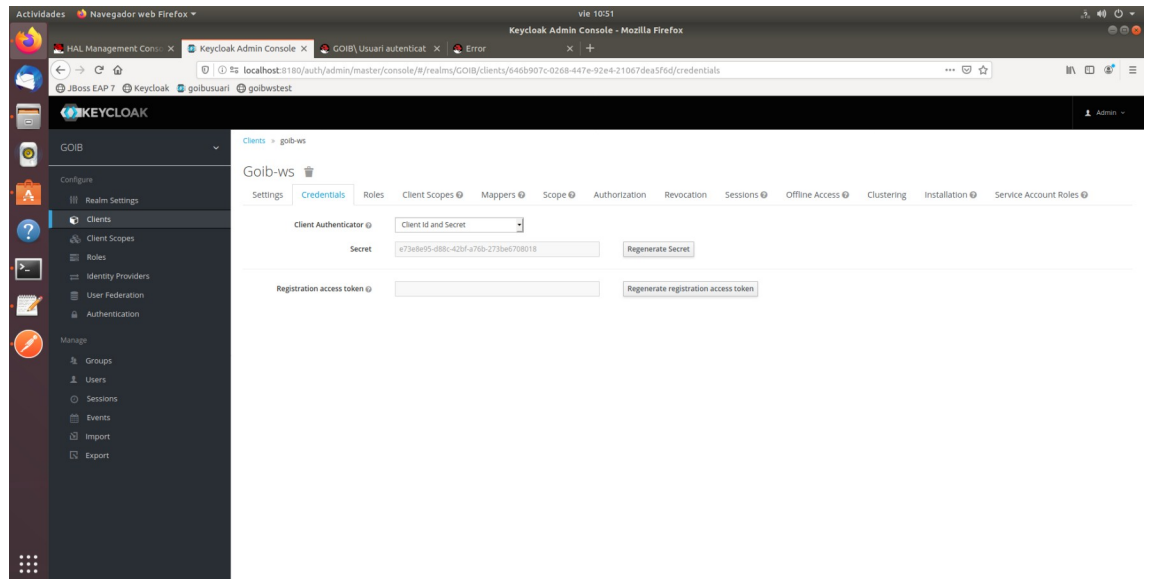 Actividades Navegador web Firefox vie 10:51
Keycloak Admin Console - Mozilla Firefox
HAL Management Conso Keycloak Admin Console GOIB\ Usuari autenticat Error
localhost:8180/auth/admin/master/console/#/realms/GOIB/clients/646b907c-0268-447e-92e4-21067dea5f6d/credentials
JBoss EAP 7 Keycloak goibusuari goibwstest
KEYCLOAK Admin
GOIB
Clients » goib-ws
Goib-ws
Settings Credentials Roles Client Scopes Mappers Scope Authorization Revocation Sessions Offline Access Clustering Installation Service Account Roles
Client Authenticator Client Id and Secret
Secret e73e8e95-d88c-42bf-a76b-273be6708018 Regenerate Secret
Registration access token Regenerate registration access token
Configure
Realm Settings
Clients
Client Scopes
Roles
Identity Providers
User Federation
Authentication
Manage
Groups
Users
Sessions
Events
Import
Export